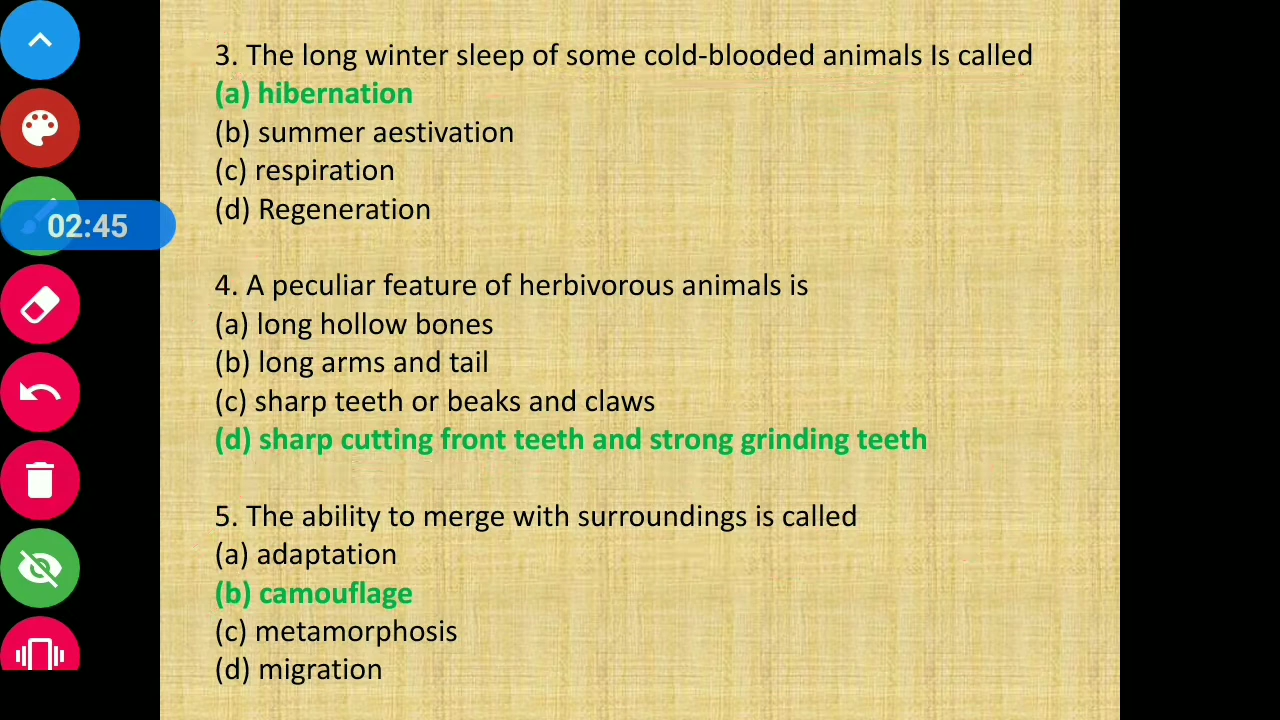 3. The long winter sleep of some cold-blooded animals Is called
(a) hibernation
(b) summer aestivation
(c) respiration
(d) Regeneration
02:45
4. A peculiar feature of herbivorous animals is
(a) long hollow bones
(b) long arms and tail
(c) sharp teeth or beaks and claws
(d) sharp cutting front teeth and strong grinding teeth
5. The ability to merge with surroundings is called
(a) adaptation
(b) camouflage
(c) metamorphosis
(d) migration